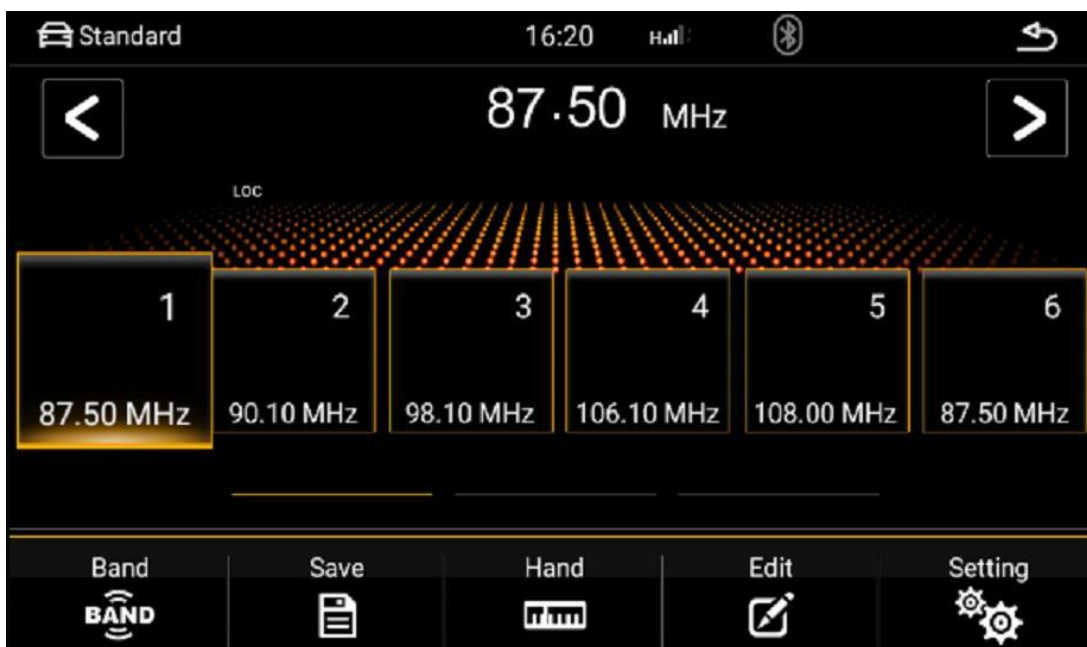 Standard 16:20 H
87.50 MHz
LOC
1 2 3 4 5 6
87.50 MHz 90.10 MHz 98.10 MHz 106.10 MHz 108.00 MHz 87.50 MHz
Band Save Hand Edit Setting
BAND